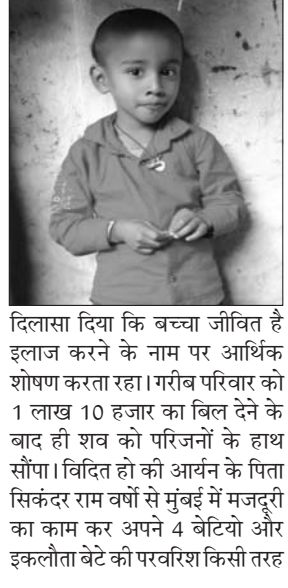 दिलासा दिया कि बच्चा जीवित है
इलाज करने के नाम पर आर्थिक
शोषण करता रहा। गरीब परिवार को
1 लाख 10 हजार का बिल देने के
बाद ही शव को परिजनों के हाथ
सौंपा। विदित हो की आर्यन के पिता
सिकंदर राम वर्षो से मुंबई में मजदूरी
का काम कर अपने 4 बेटियो और
इकलौता बेटे की परवरिश किसी तरह